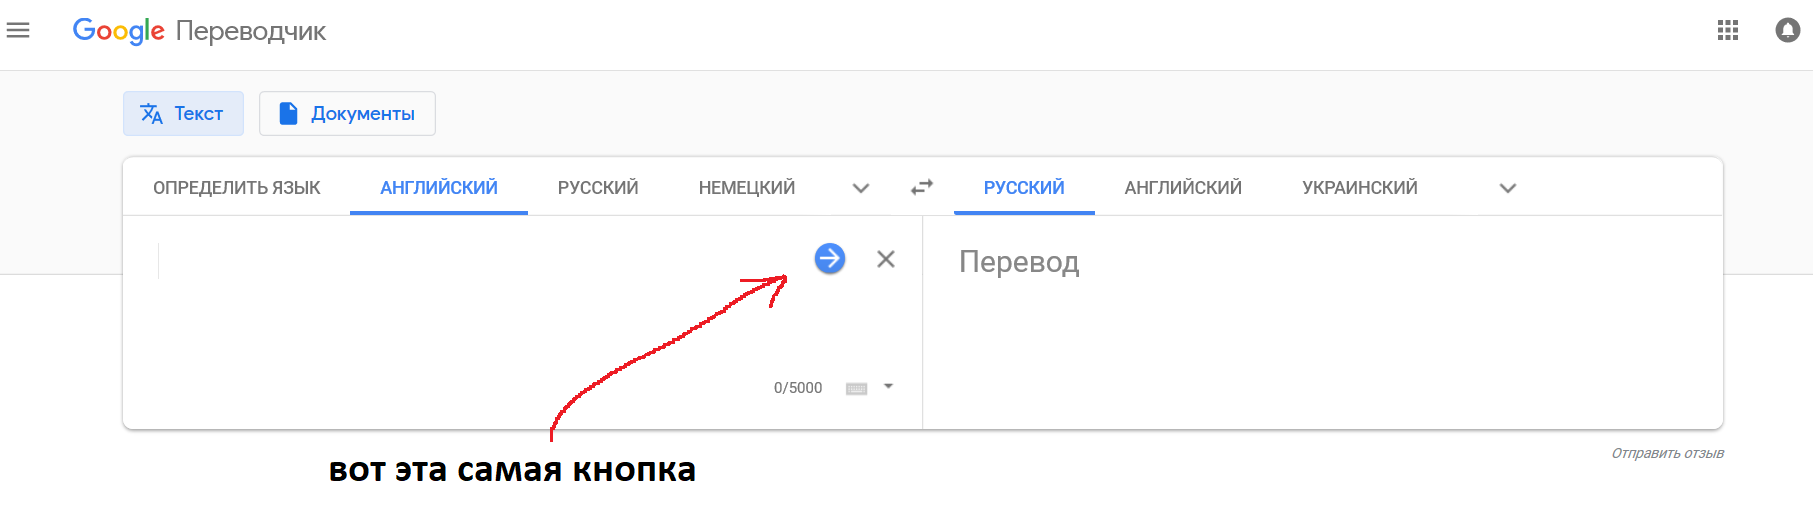 Google Переводчик
Текст
Документы
ОПРЕДЕЛИТЬ ЯЗЫК
АНГЛИЙСКИЙ
РУССКИЙ
НЕМЕЦКИЙ
РУССКИЙ
АНГЛИЙСКИЙ
УКРАИНСКИЙ
Перевод
0/5000
вот эта самая кнопка
Отправить отзыв